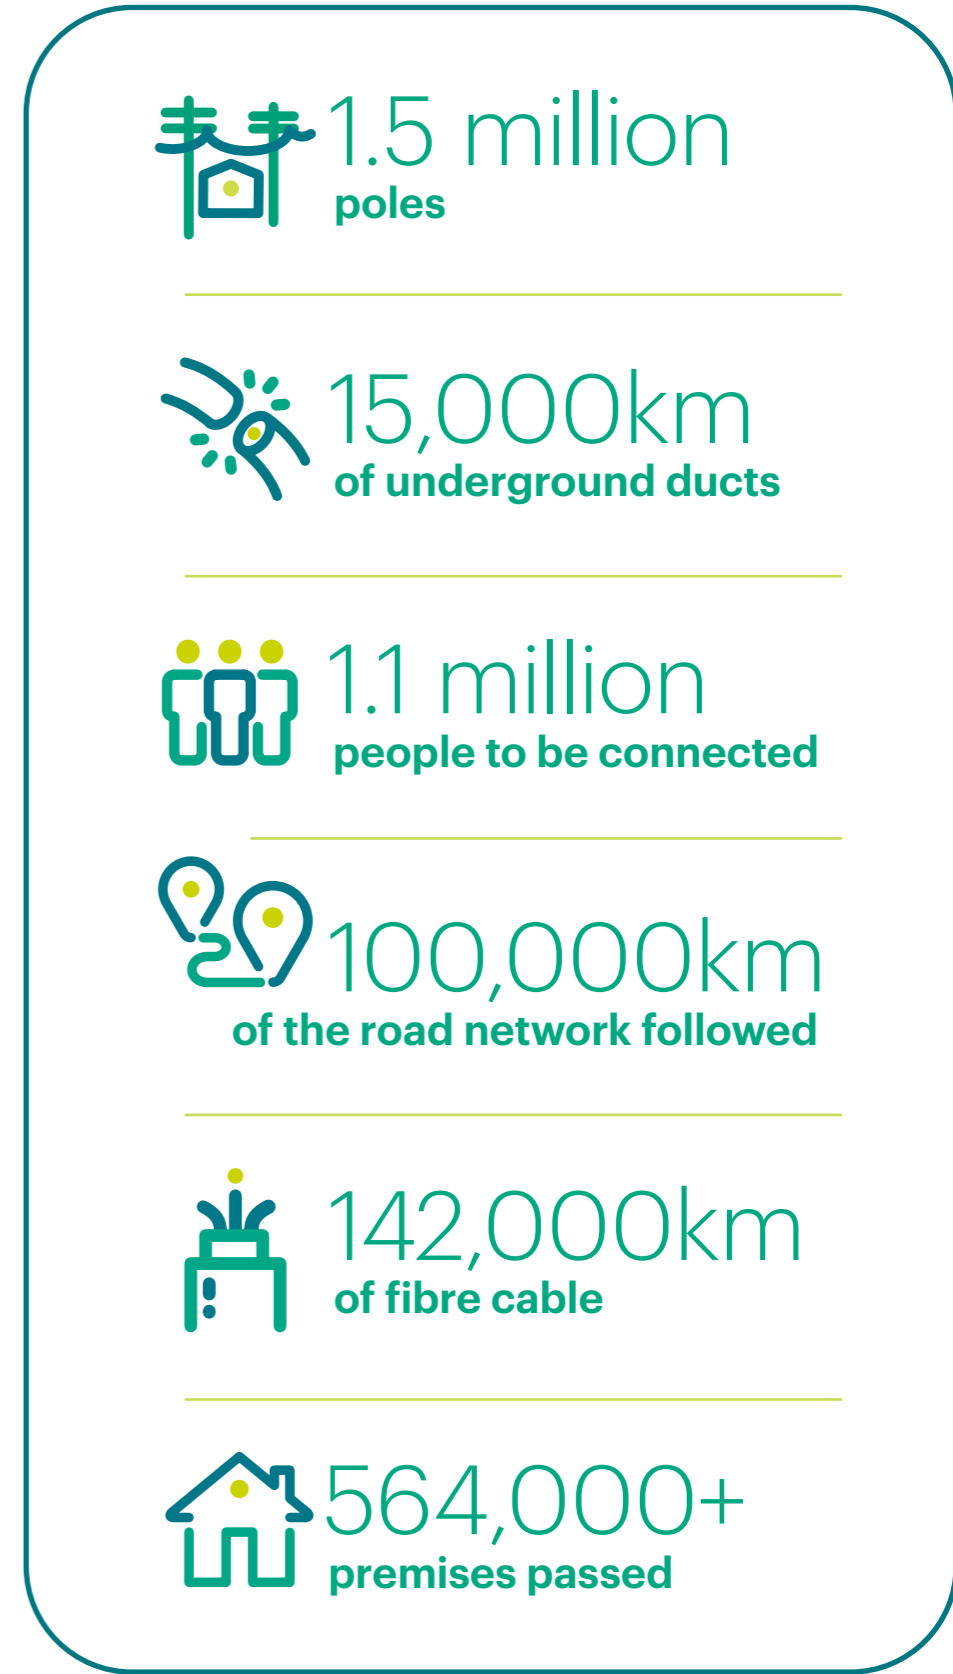 1.5 million
poles
15,000km
of underground ducts
1.1 million
people to be connected
100,000km
of the road network followed
142,000km
of fibre cable
564,000+
premises passed